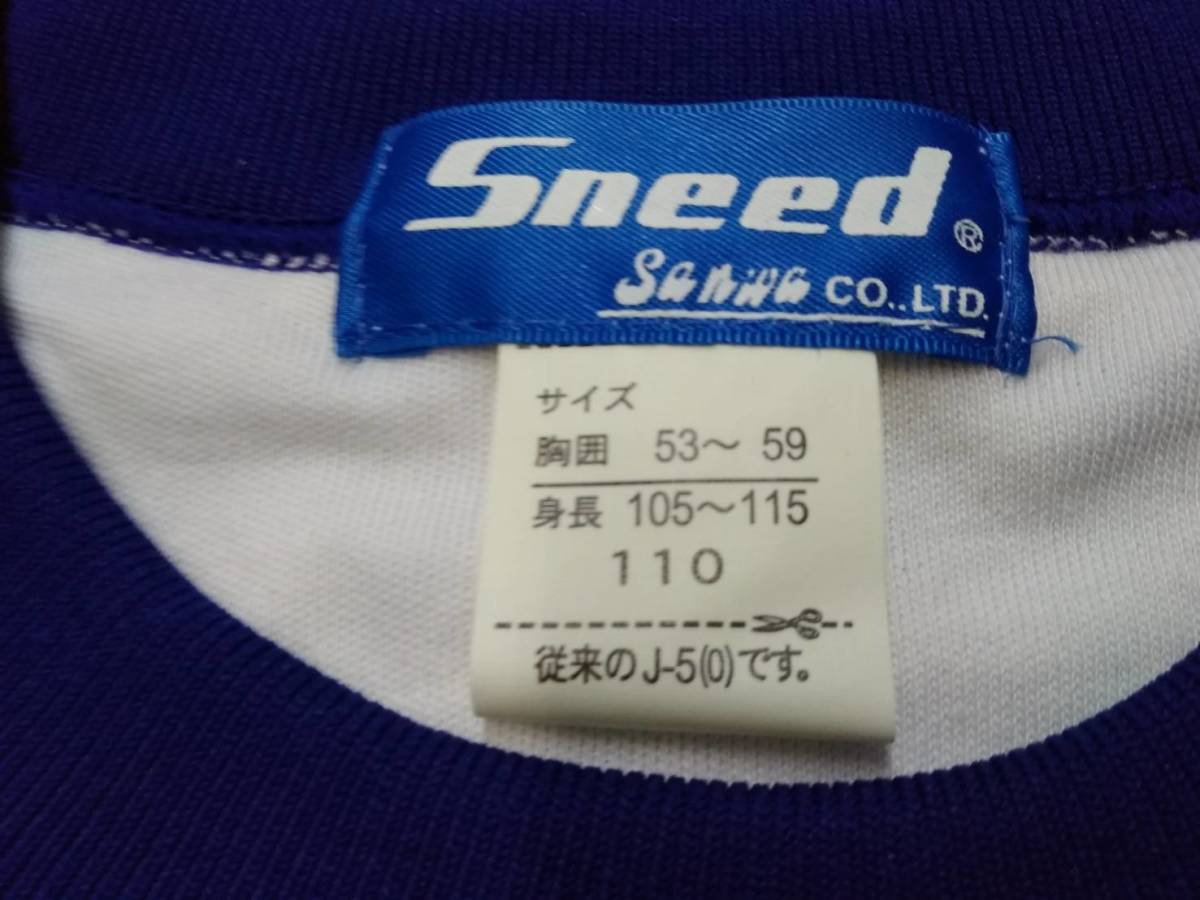 Sneed®
Sanwa CO.,LTD.
サイズ
胸囲 53～59
身長 105～115
110
従来のJ-5(0)です。